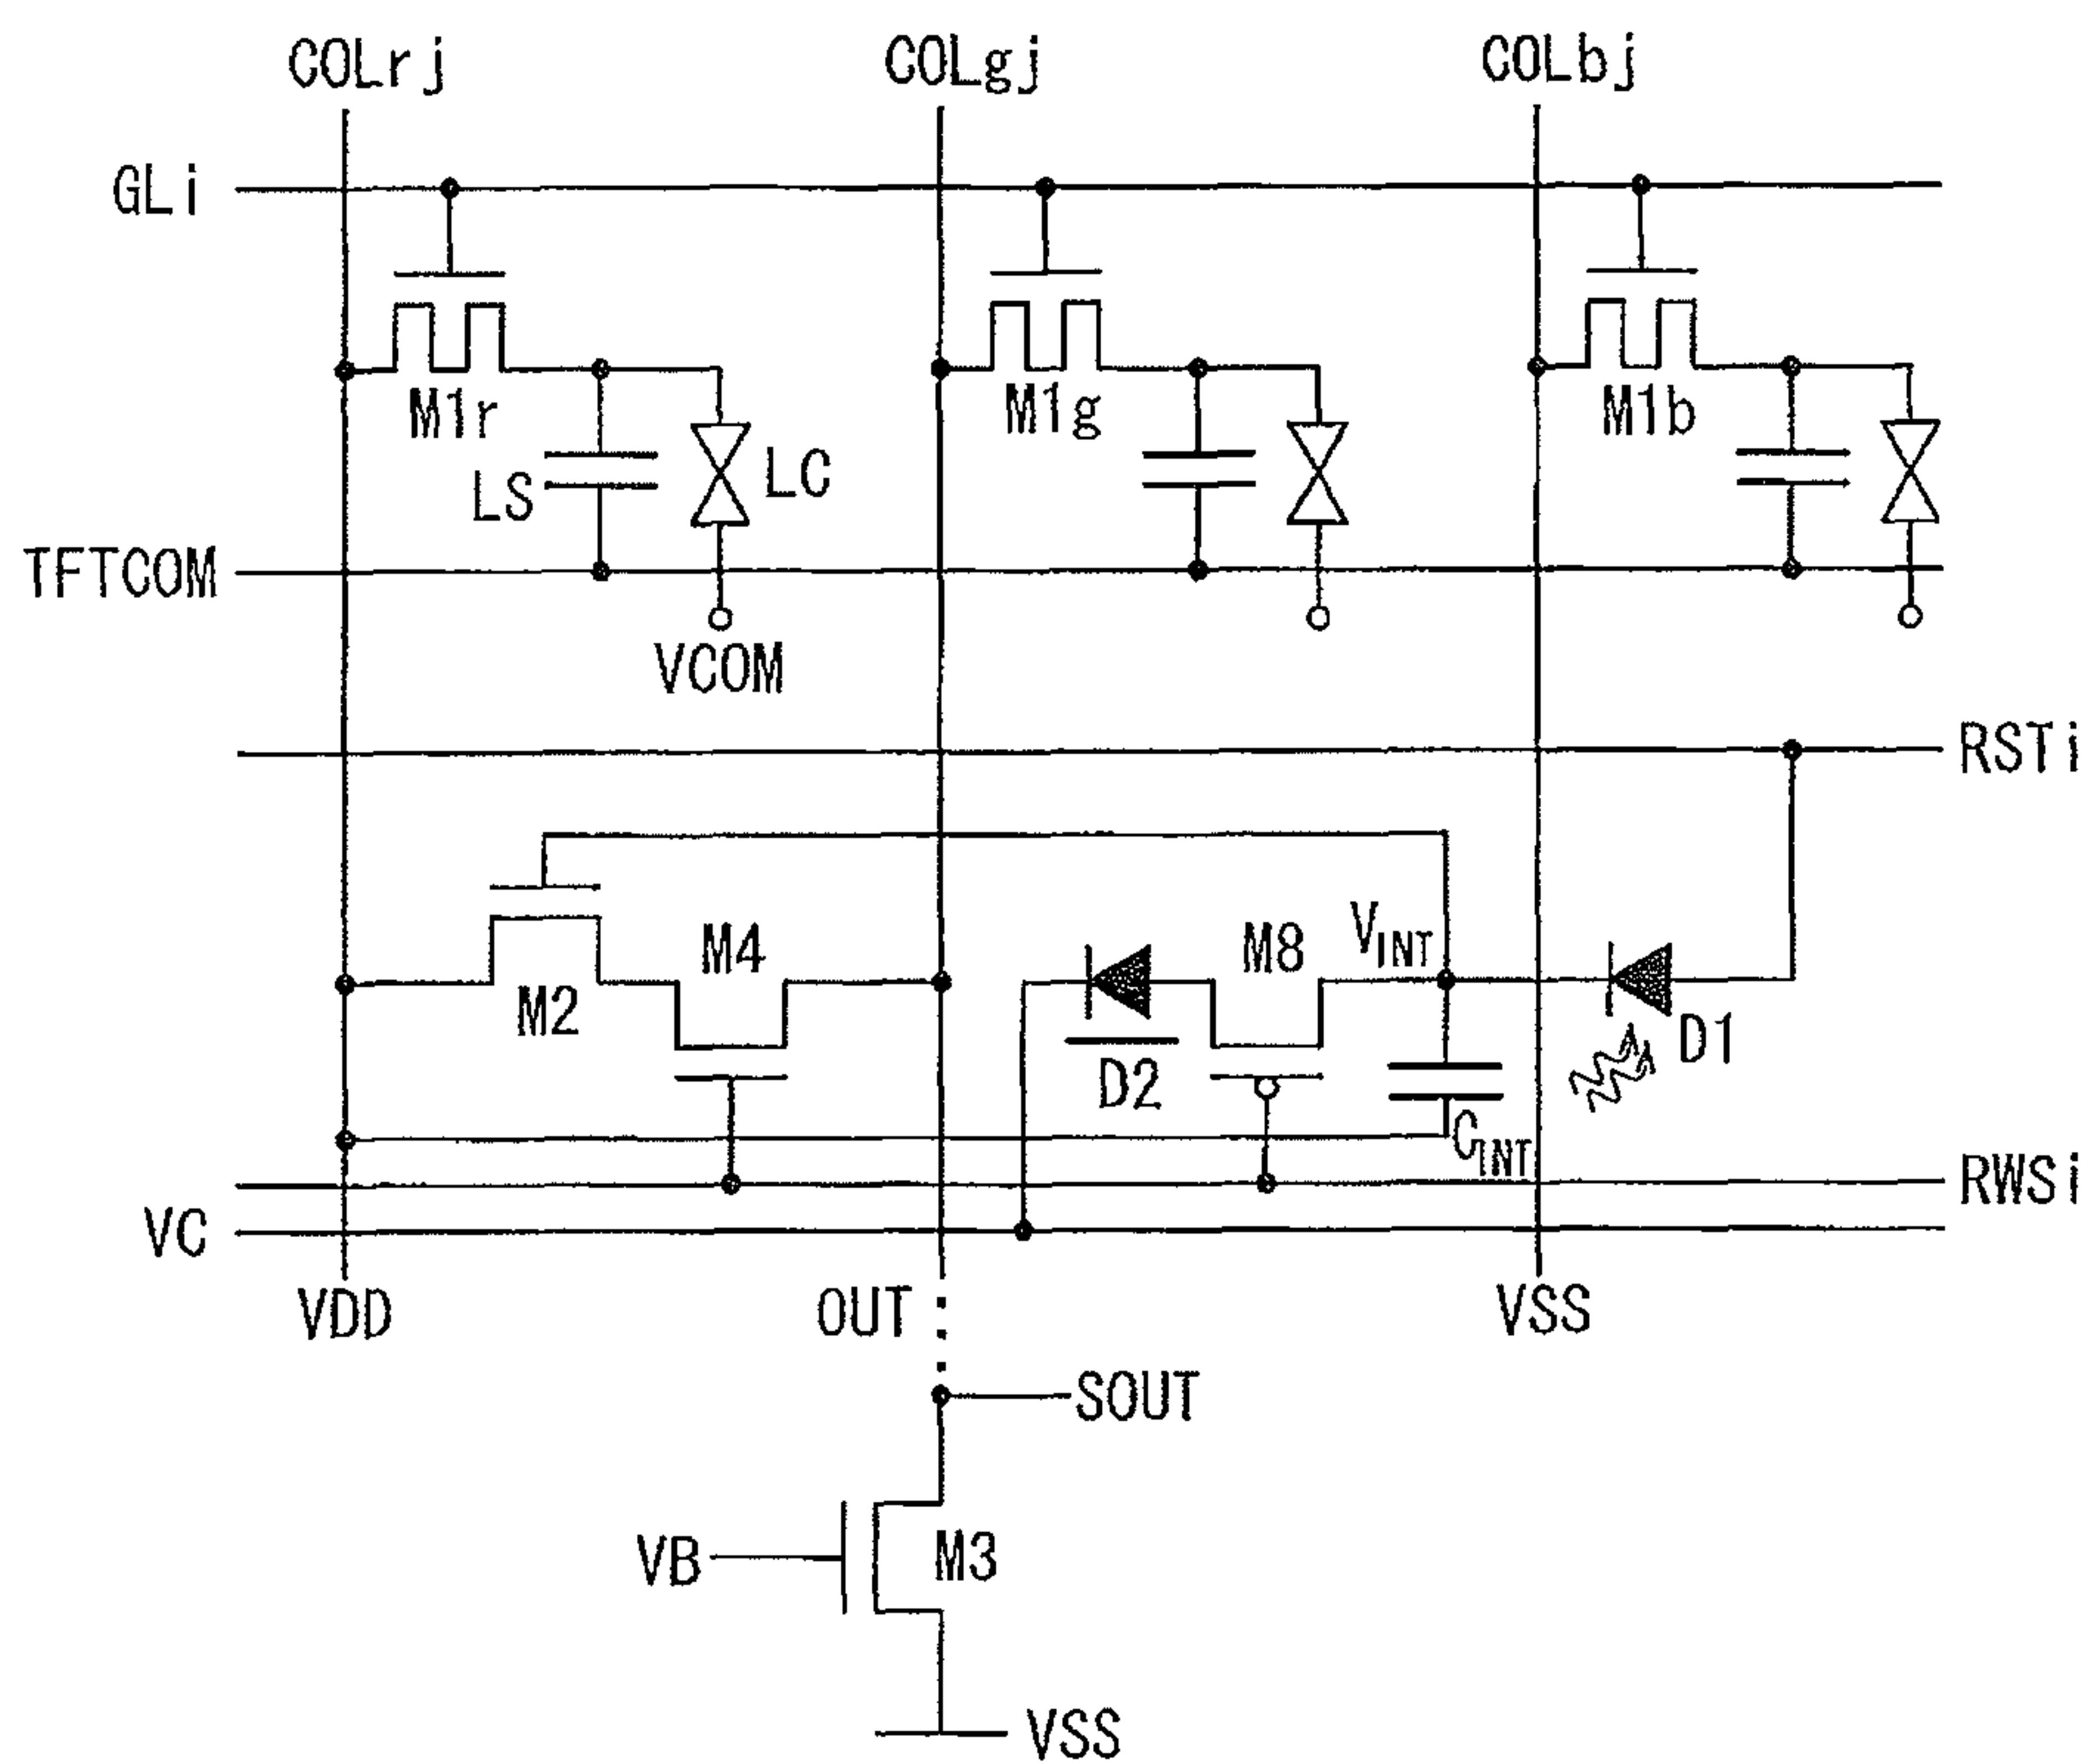 COLrj
COLgj
COLbj
GLi
M1r
M1g
M1b
LS
LC
TFTCOM
VCOM
RSTi
M4
M8
VINT
M2
D2
D1
CINT
RWSi
VC
VDD
OUT
VSS
SOUT
VB
M3
VSS